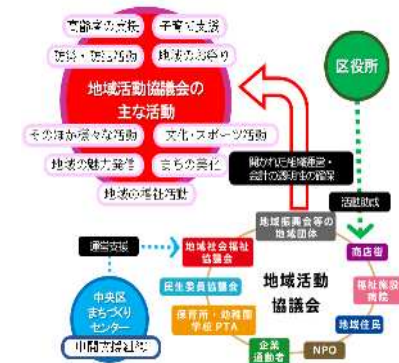 高齢者の支援
子育て支援
防災・防犯活動
地域のお祭り
地域活動協議会の
主な活動
そのほか様々な活動
文化・スポーツ活動
地域の魅力発信
まちの美化
地域の福祉活動
区役所
開かれた組織運営・
会計の透明性の確保
活動助成
地域振興会等の
地域団体
運営支援
地域社会福祉
協議会
商店街
民生委員協議会
地域活動
協議会
福祉施設
病院
中央区
まちづくり
センター
中間支援組織
保育所・幼稚園
学校PTA
地域住民
企業
通勤者
NPO